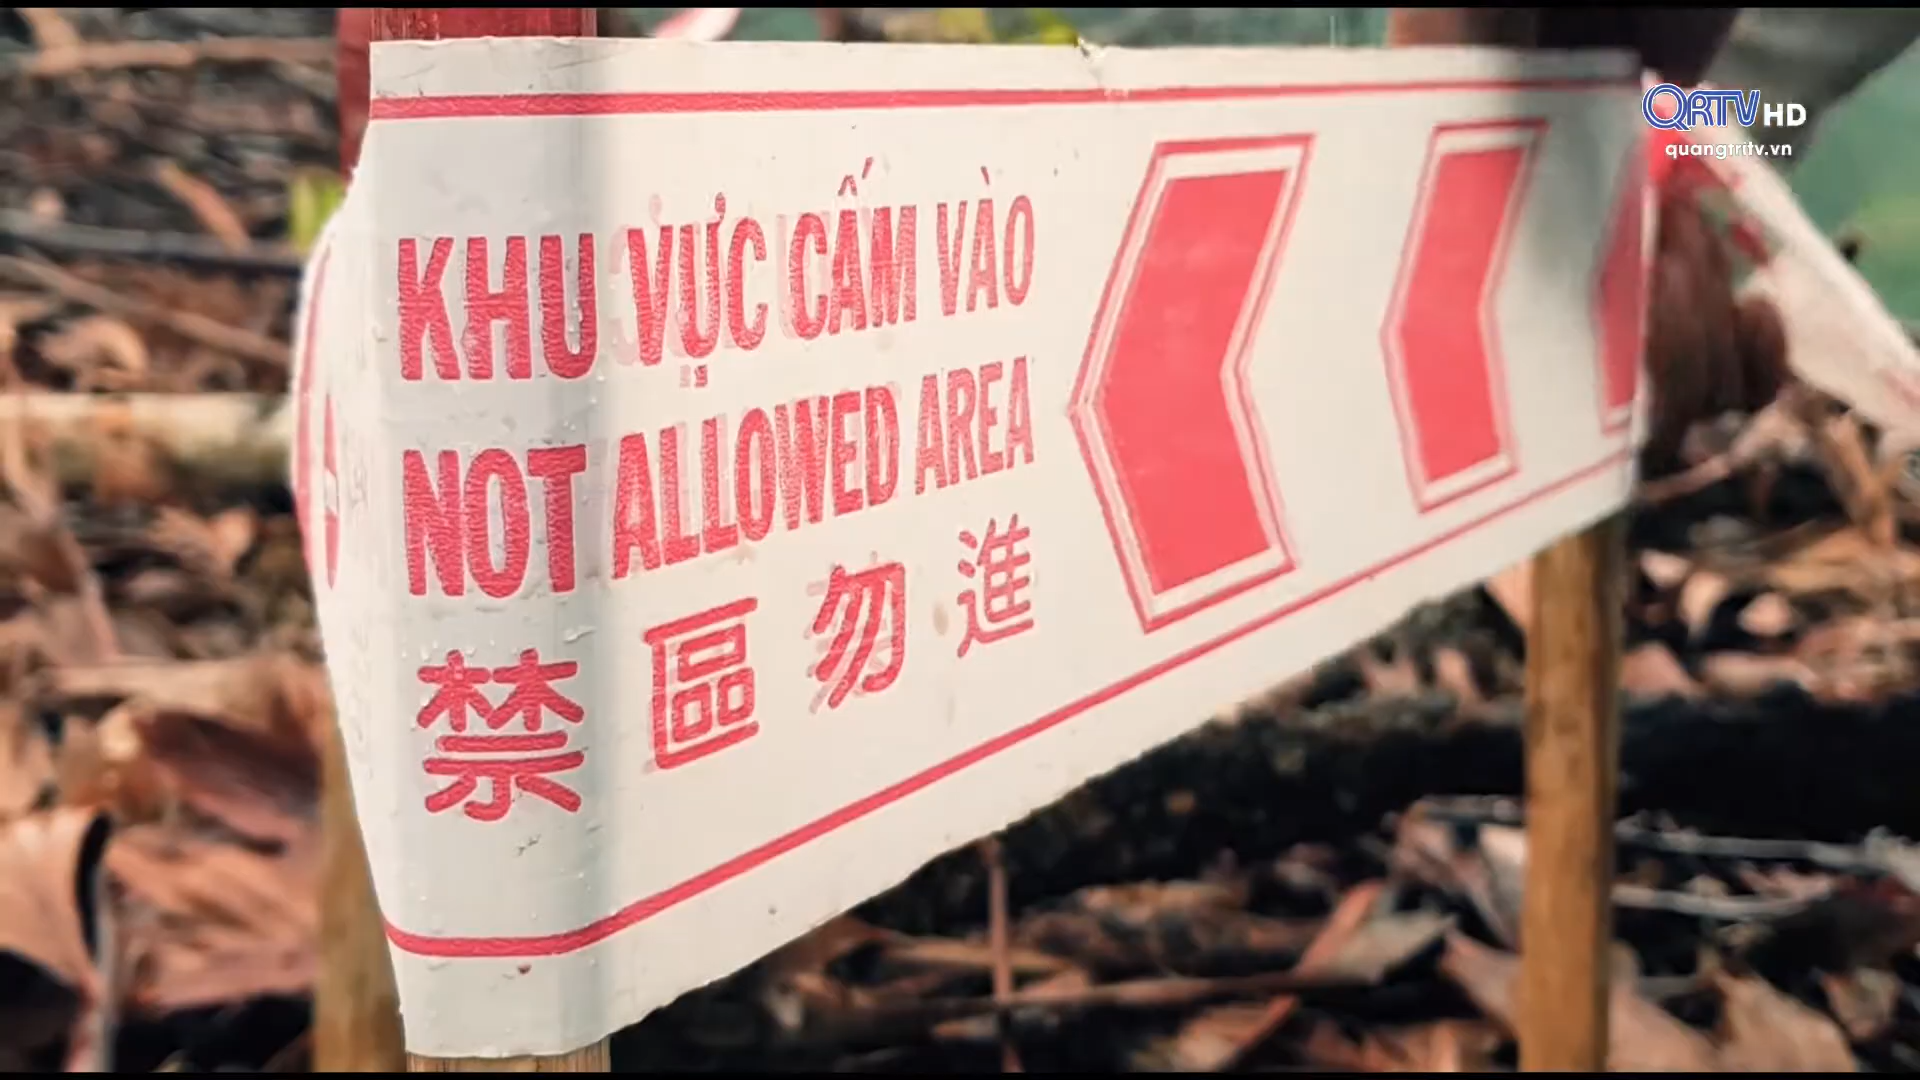 QRTV HD
quangtritv.vn
KHU VỰC CẤM VÀO
NOT ALLOWED AREA
禁區勿進